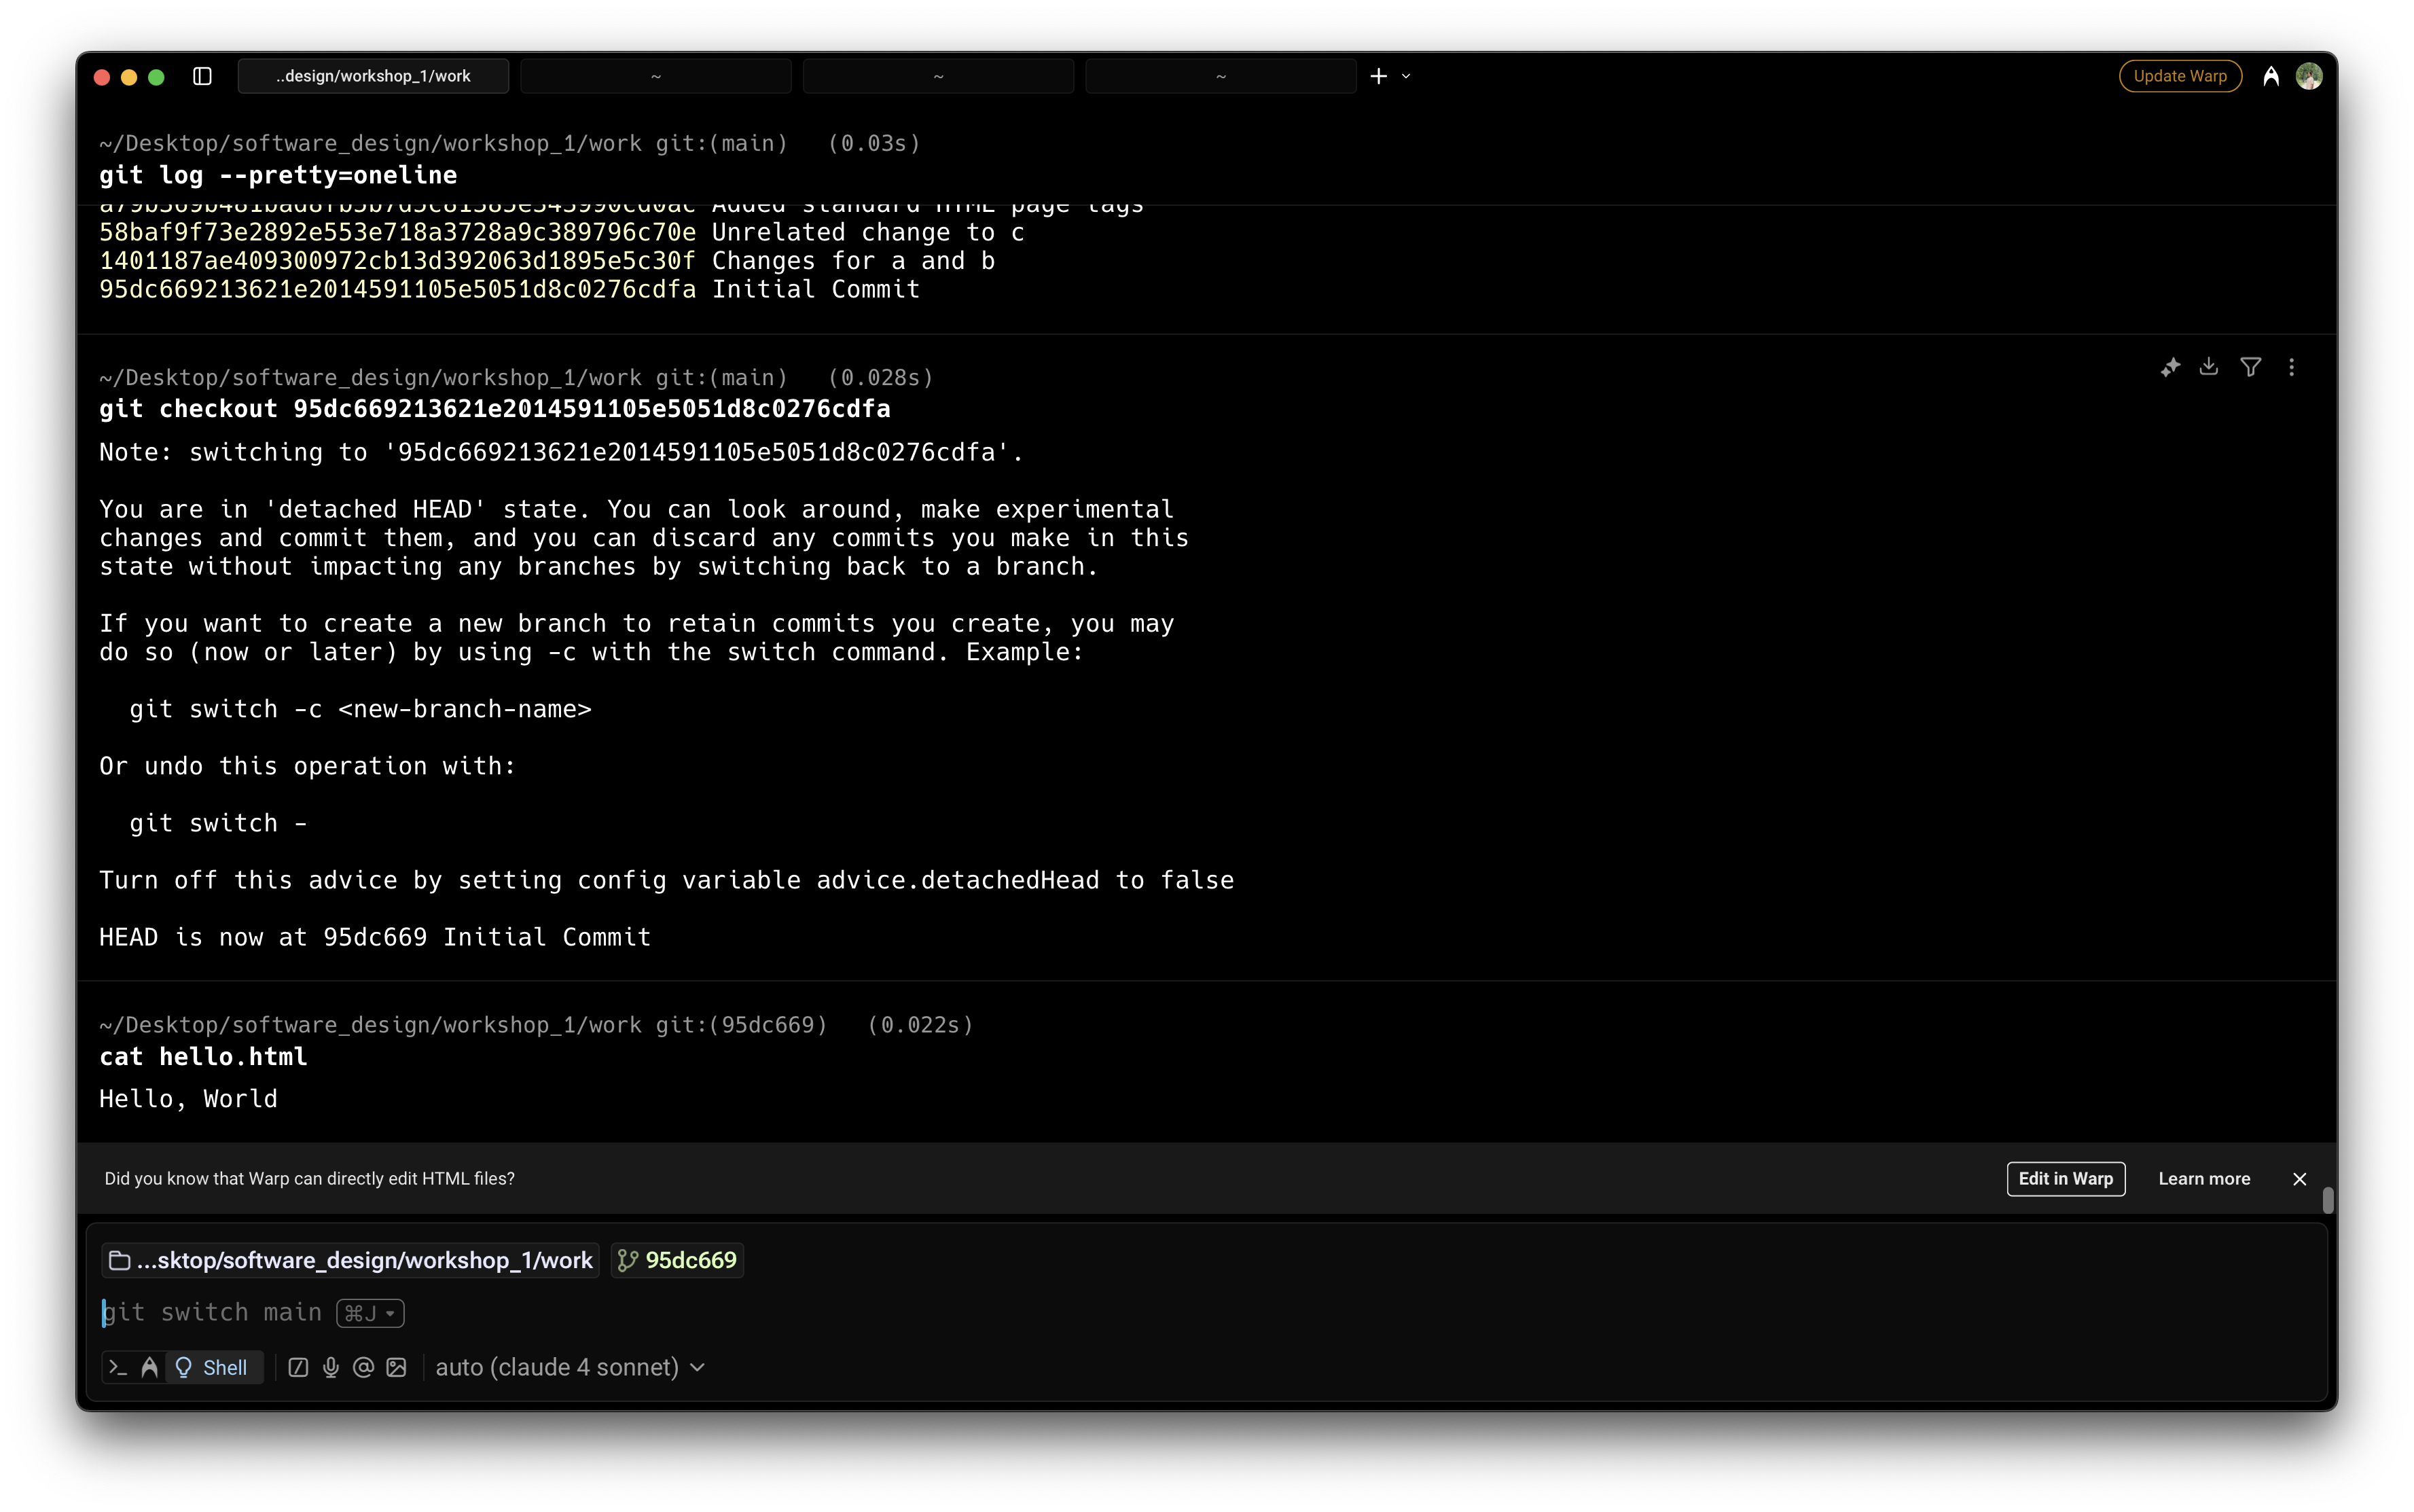 ..design/workshop_1/work
~
~
~
Update Warp
~/Desktop/software_design/workshop_1/work git:(main) (0.03s)
git log --pretty=oneline
Added standard HTML page tags
58baf9f73e2892e553e718a3728a9c389796c70e Unrelated change to c
1401187ae409300972cb13d392063d1895e5c30f Changes for a and b
95dc669213621e2014591105e5051d8c0276cdfa Initial Commit
~/Desktop/software_design/workshop_1/work git:(main) (0.028s)
git checkout 95dc669213621e2014591105e5051d8c0276cdfa
Note: switching to '95dc669213621e2014591105e5051d8c0276cdfa'.
You are in 'detached HEAD' state. You can look around, make experimental
changes and commit them, and you can discard any commits you make in this
state without impacting any branches by switching back to a branch.
If you want to create a new branch to retain commits you create, you may
do so (now or later) by using -c with the switch command. Example:
git switch -c <new-branch-name>
Or undo this operation with:
git switch -
Turn off this advice by setting config variable advice.detachedHead to false
HEAD is now at 95dc669 Initial Commit
~/Desktop/software_design/workshop_1/work git:(95dc669) (0.022s)
cat hello.html
Hello, World
Did you know that Warp can directly edit HTML files?
Edit in Warp
Learn more
...sktop/software_design/workshop_1/work
95dc669
git switch main ⌘J
Shell
auto (claude 4 sonnet)